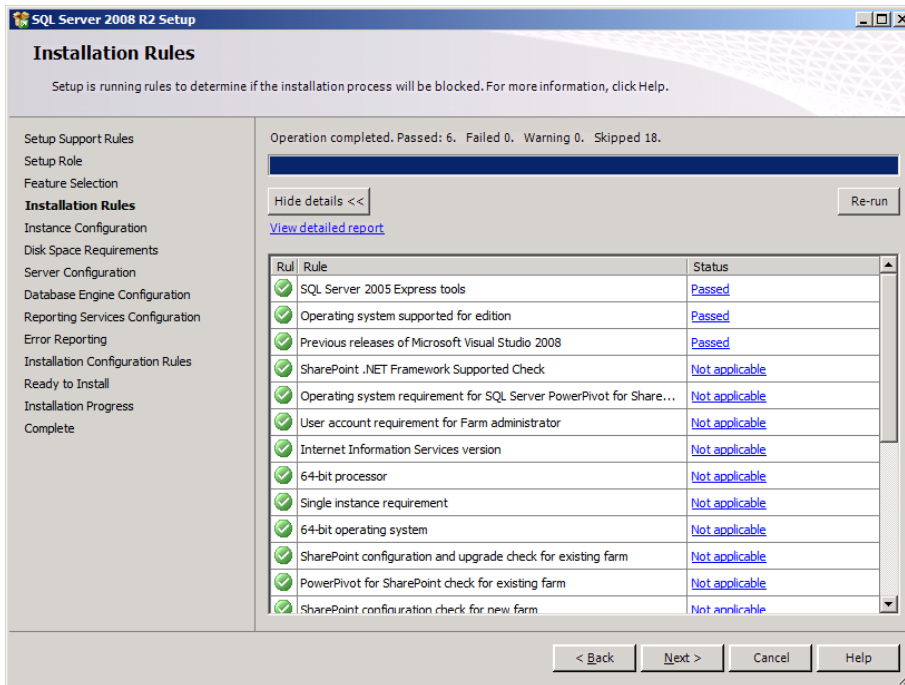 SQL Server 2008 R2 Setup
Installation Rules
Setup is running rules to determine if the installation process will be blocked. For more information, click Help.
Setup Support Rules
Setup Role
Feature Selection
Installation Rules
Instance Configuration
Disk Space Requirements
Server Configuration
Database Engine Configuration
Reporting Services Configuration
Error Reporting
Installation Configuration Rules
Ready to Install
Installation Progress
Complete
Operation completed. Passed: 6. Failed 0. Warning 0. Skipped 18.
Hide details << Re-run
View detailed report
Rul Rule Status
SQL Server 2005 Express tools Passed
Operating system supported for edition Passed
Previous releases of Microsoft Visual Studio 2008 Passed
SharePoint .NET Framework Supported Check Not applicable
Operating system requirement for SQL Server PowerPivot for Share... Not applicable
User account requirement for Farm administrator Not applicable
Internet Information Services version Not applicable
64-bit processor Not applicable
Single instance requirement Not applicable
64-bit operating system Not applicable
SharePoint configuration and upgrade check for existing farm Not applicable
PowerPivot for SharePoint check for existing farm Not applicable
SharePoint configuration check for new farm Not applicable
< Back Next > Cancel Help